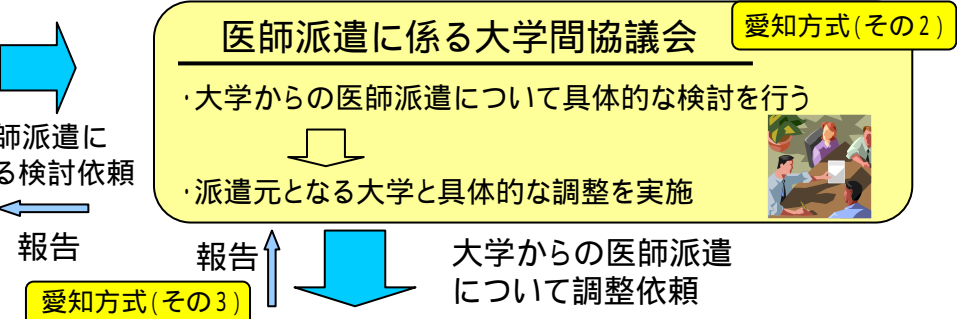 医師派遣に係る大学間協議会
愛知方式(その2)
･大学からの医師派遣について具体的な検討を行う
･派遣元となる大学と具体的な調整を実施
師派遣に
る検討依頼
報告
報告
大学からの医師派遣
について調整依頼
愛知方式(その3)